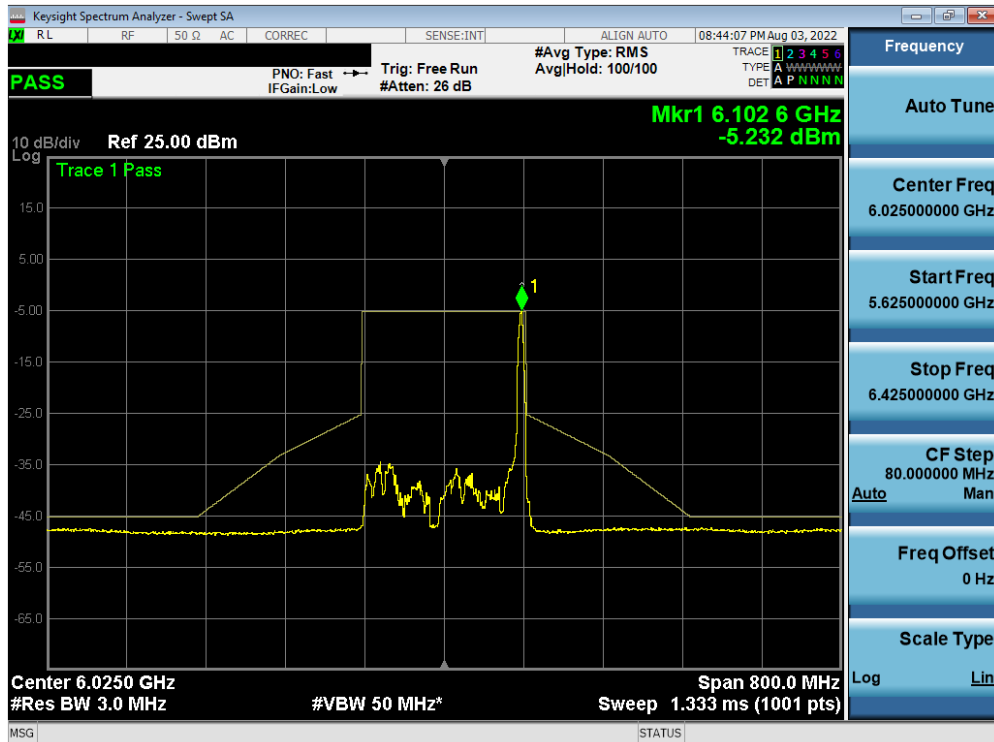 Keysight Spectrum Analyzer - Swept SA
LXI RL RF 50 Ω AC CORREC SENSE:INT ALIGN AUTO 08:44:07 PM Aug 03, 2022
PASS
PNO: Fast
IFGain:Low
Trig: Free Run
#Atten: 26 dB
#Avg Type: RMS
Avg|Hold: 100/100
TRACE 1 2 3 4 5 6
TYPE A WWWWW
DET A P N N N N
Mkr1 6.102 6 GHz
-5.232 dBm
10 dB/div Ref 25.00 dBm
Log
Trace 1 Pass
15.0
5.00
1
-5.00
-15.0
-25.0
-35.0
-45.0
-55.0
-65.0
Center 6.0250 GHz Span 800.0 MHz
#Res BW 3.0 MHz #VBW 50 MHz* Sweep 1.333 ms (1001 pts)
MSG STATUS
Frequency
Auto Tune
Center Freq
6.025000000 GHz
Start Freq
5.625000000 GHz
Stop Freq
6.425000000 GHz
CF Step
80.000000 MHz
Auto Man
Freq Offset
0 Hz
Scale Type
Log Lin